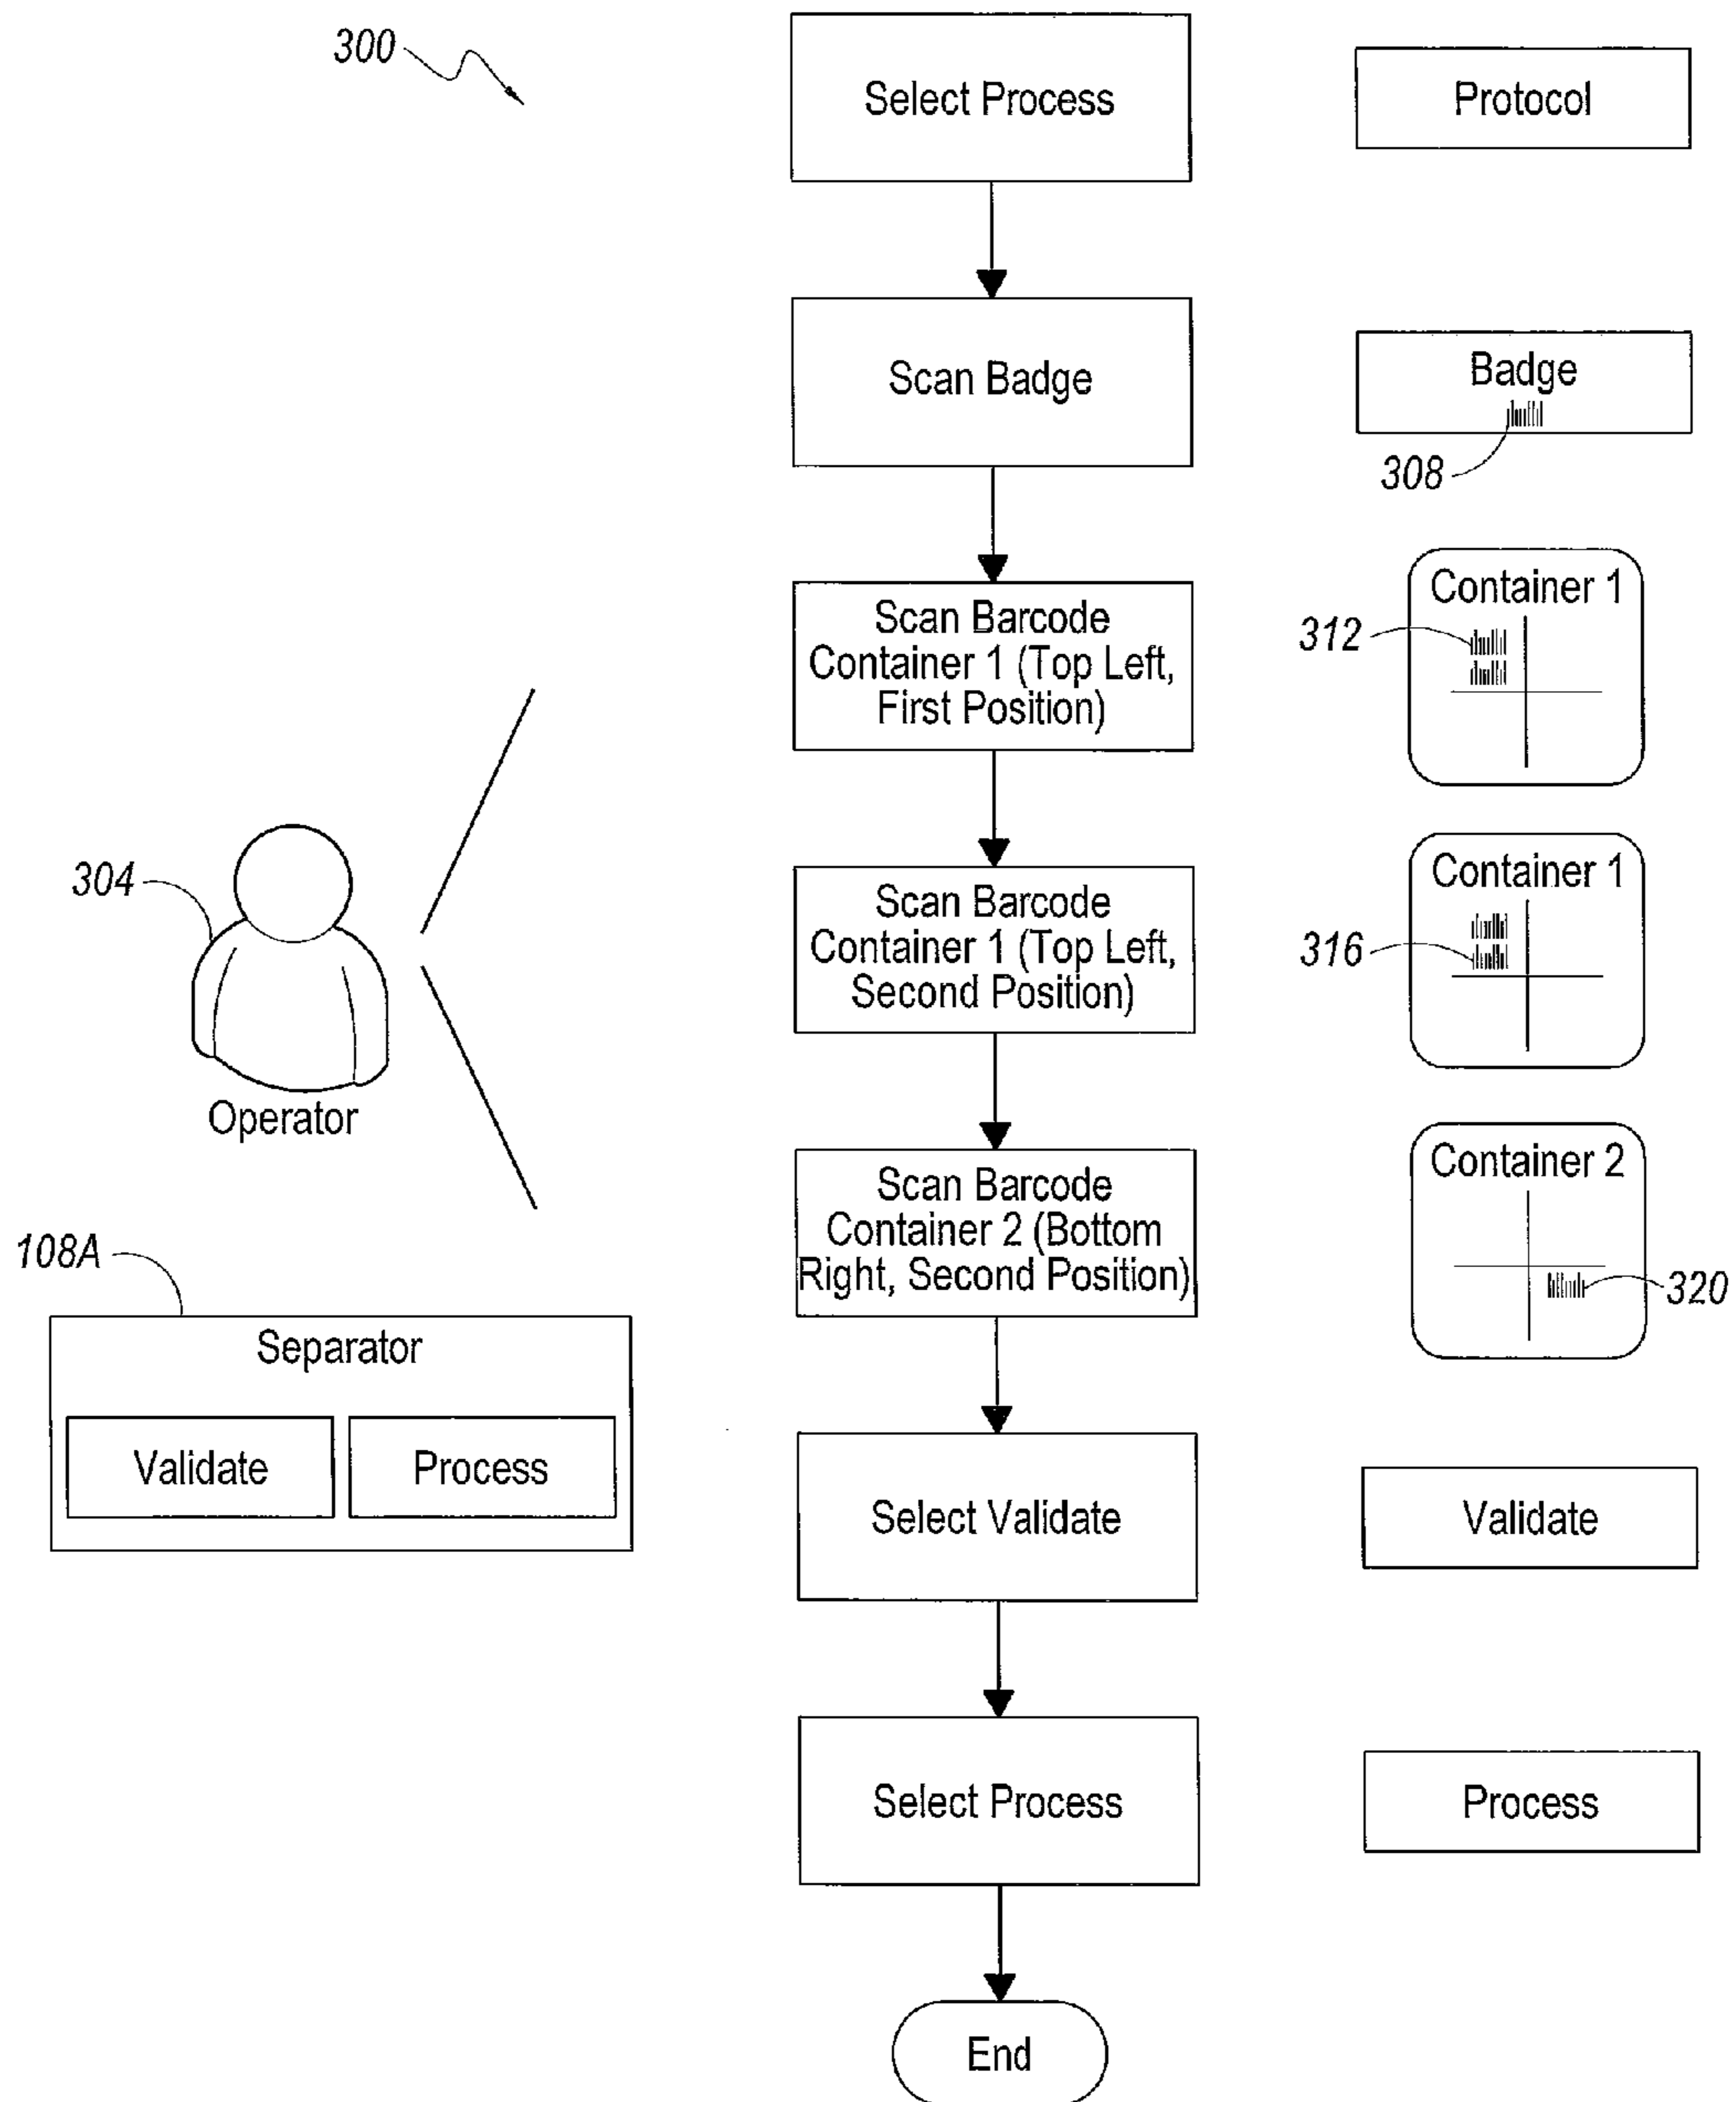 300
Select Process
Protocol
Scan Badge
Badge
308
Scan Barcode
Container 1 (Top Left,
First Position)
Container 1
312
Scan Barcode
Container 1 (Top Left,
Second Position)
Container 1
316
304
Operator
Scan Barcode
Container 2 (Bottom
Right, Second Position)
Container 2
320
108A
Separator
Validate
Process
Select Validate
Validate
Select Process
Process
End